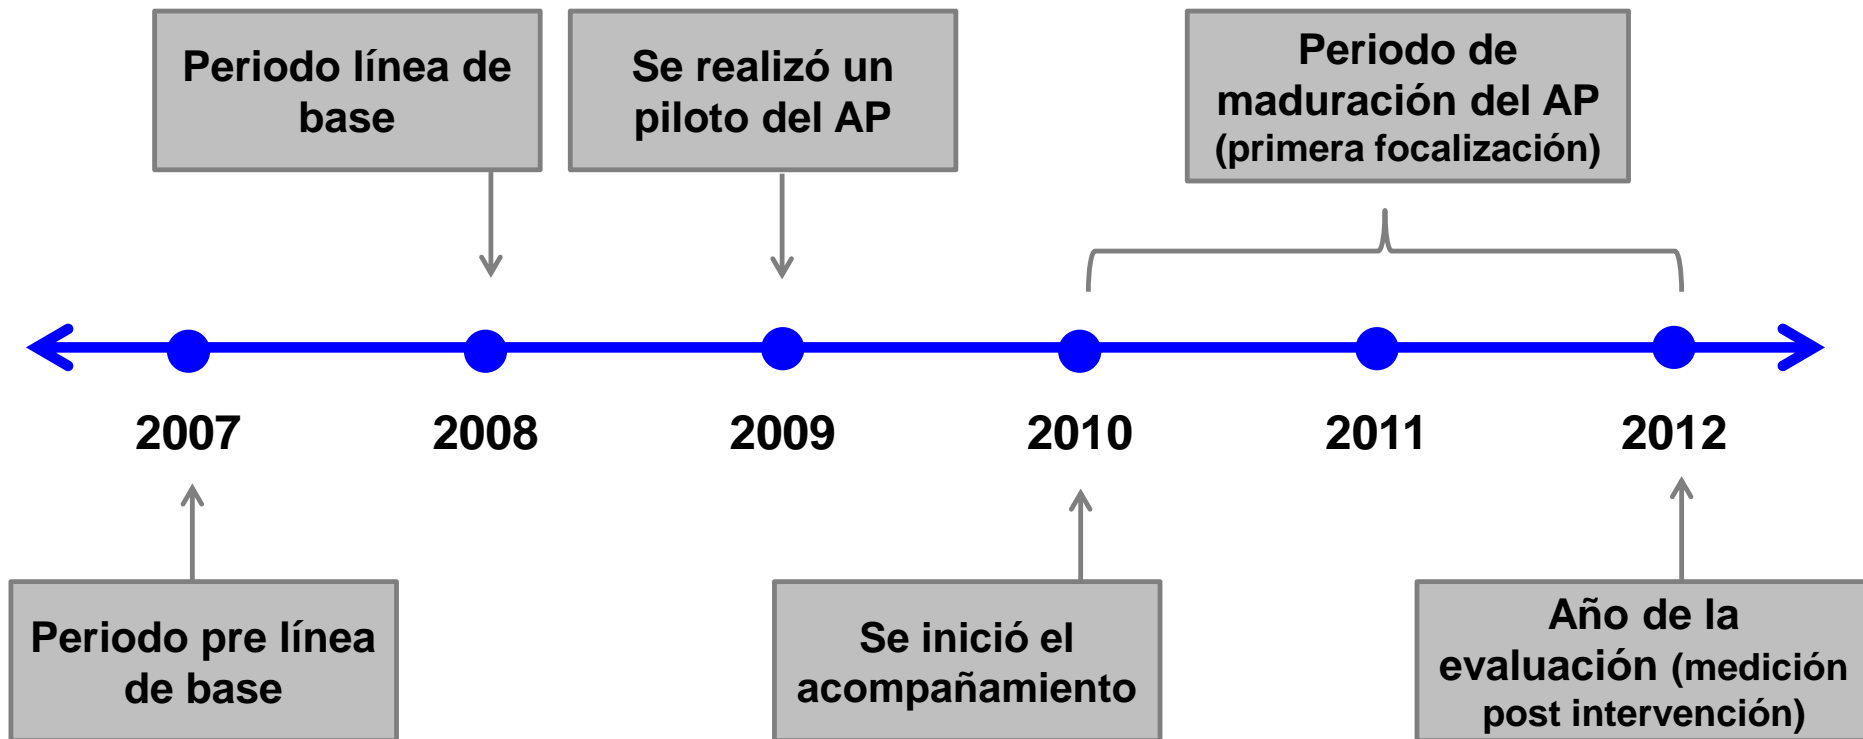 Periodo línea de
base
Se realizó un
piloto del AP
Periodo de
maduración del AP
(primera focalización)
2007
2008
2009
2010
2011
2012
Periodo pre línea
de base
Se inició el
acompañamiento
Año de la
evaluación (medición
post intervención)